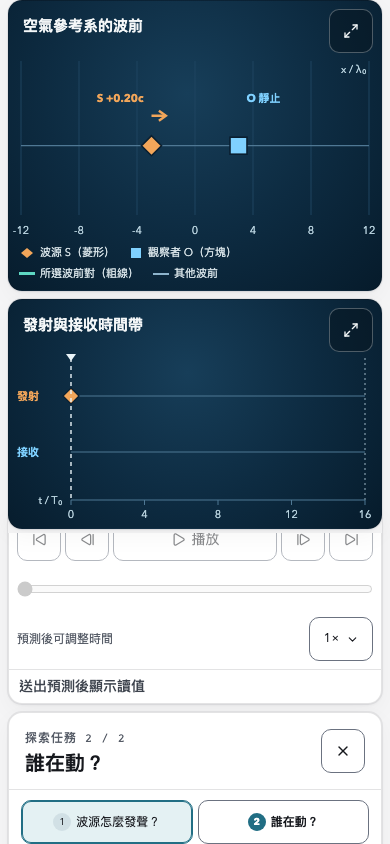 空氣參考系的波前
x / λ₀
S +0.20c
O 靜止
-12 -8 -4 0 4 8 12
波源 S（菱形） 觀察者 O（方塊）
所選波前對（粗線） 其他波前
發射與接收時間帶
發射
接收
t / T₀
0 4 8 12 16
播放
預測後可調整時間
1×
送出預測後顯示讀值
探索任務 2 / 2
誰在動？
1 波源怎麼發聲？
2 誰在動？